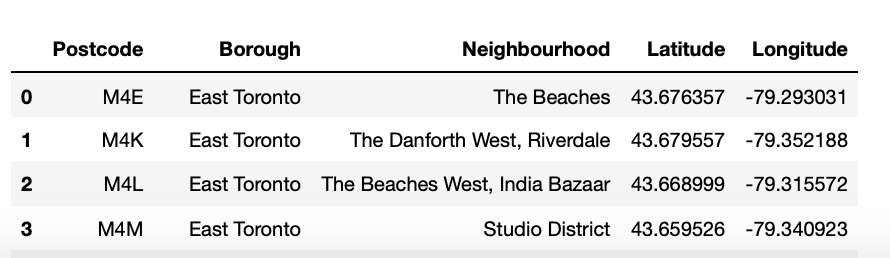 Postcode Borough Neighbourhood Latitude Longitude
0 M4E East Toronto The Beaches 43.676357 -79.293031
1 M4K East Toronto The Danforth West, Riverdale 43.679557 -79.352188
2 M4L East Toronto The Beaches West, India Bazaar 43.668999 -79.315572
3 M4M East Toronto Studio District 43.659526 -79.340923